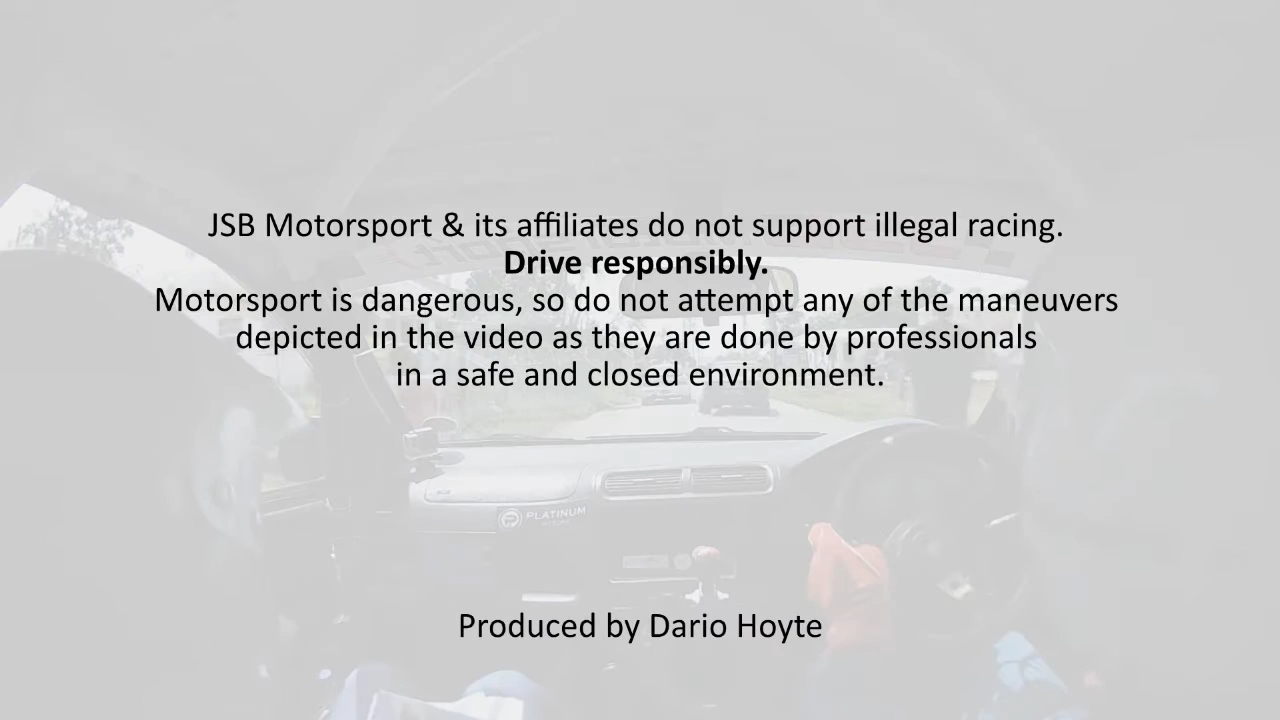 JSB Motorsport & its affiliates do not support illegal racing.
Drive responsibly.
Motorsport is dangerous, so do not attempt any of the maneuvers
depicted in the video as they are done by professionals
in a safe and closed environment.
PLATINUM
Produced by Dario Hoyte